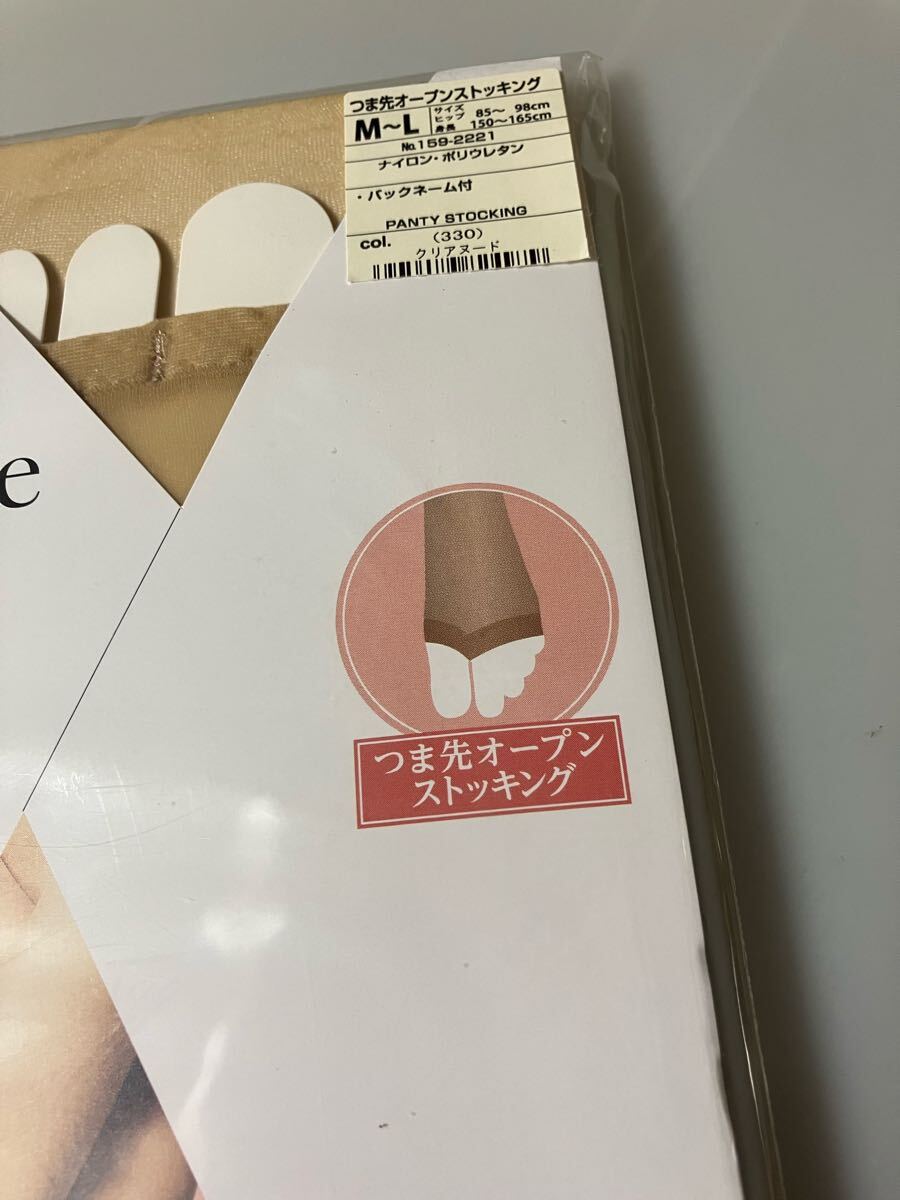 つま先オープンストッキング
M～L
サイズ
ヒップ 85～ 98cm
身長 150～165cm
№159-2221
ナイロン・ポリウレタン
・バックネーム付
PANTY STOCKING
col. (330)
クリアヌード
e
つま先オープン
ストッキング